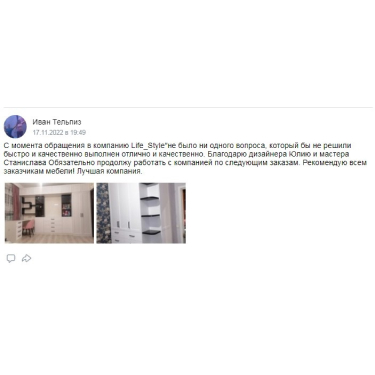 Иван Тельпиз
17.11.2022 в 19:49
С момента обращения в компанию Life_Style"не было ни одного вопроса, который бы не решили
быстро и качественно выполнен отлично и качественно. Благодарю дизайнера Юлию и мастера
Станислава Обязательно продолжу работать с компанией по следующим заказам. Рекомендую всем
заказчикам мебели! Лучшая компания.